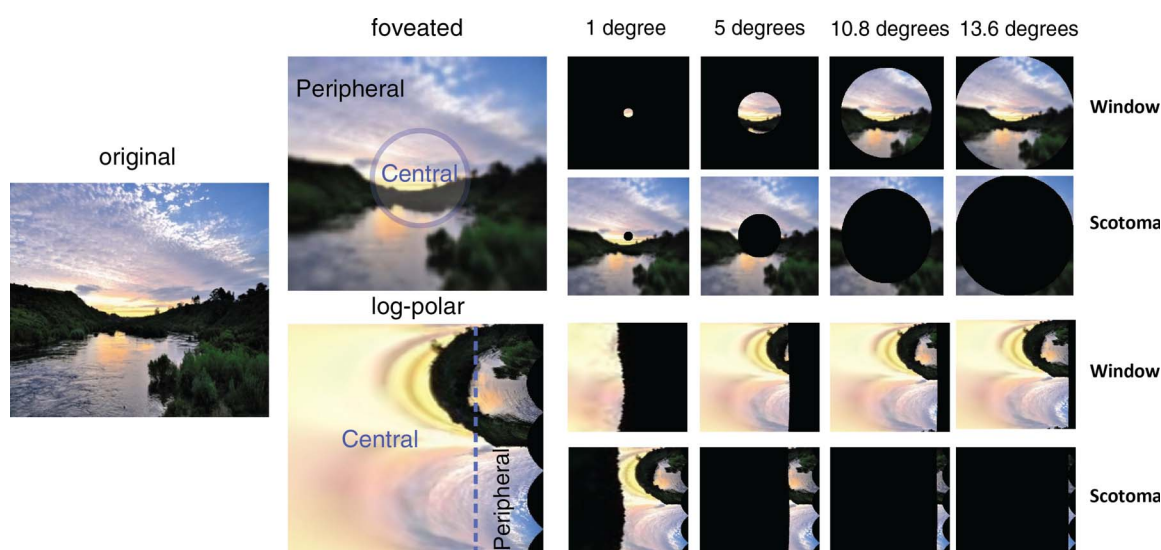 original
foveated
Peripheral
Central
log-polar
Central
Peripheral
1 degree
5 degrees
10.8 degrees
13.6 degrees
Window
Scotoma
Window
Scotoma